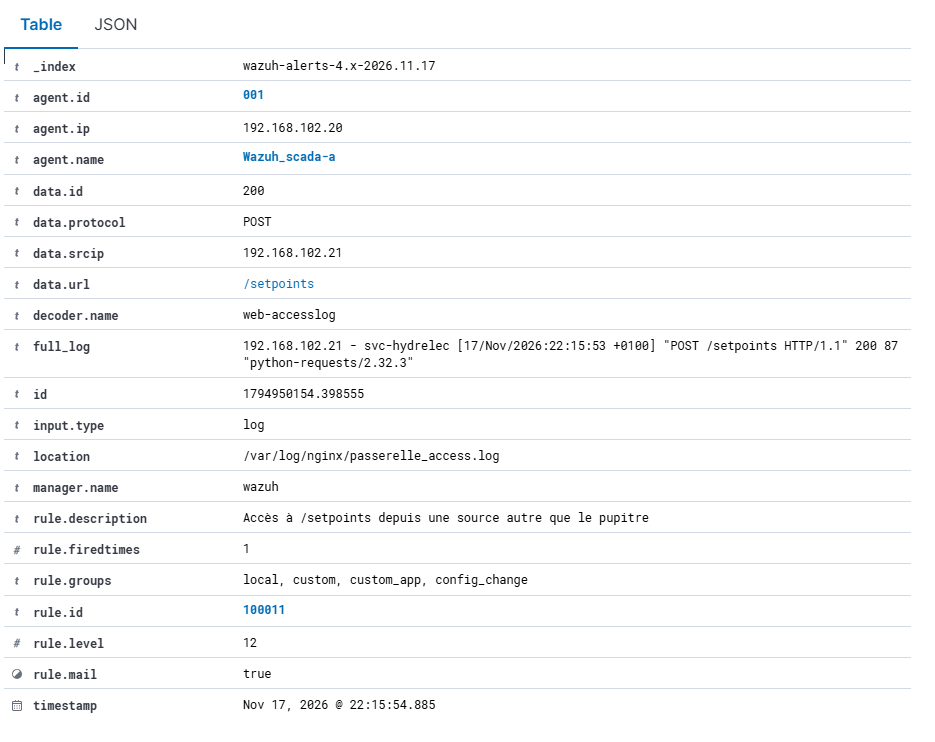 Table JSON
t _index wazuh-alerts-4.x-2026.11.17
t agent.id 001
t agent.ip 192.168.102.20
t agent.name Wazuh_scada-a
t data.id 200
t data.protocol POST
t data.srcip 192.168.102.21
t data.url /setpoints
t decoder.name web-accesslog
t full_log 192.168.102.21 - svc-hydrelec [17/Nov/2026:22:15:53 +0100] "POST /setpoints HTTP/1.1" 200 87
"python-requests/2.32.3"
t id 1794950154.398555
t input.type log
t location /var/log/nginx/passerelle_access.log
t manager.name wazuh
t rule.description Accès à /setpoints depuis une source autre que le pupitre
# rule.firedtimes 1
t rule.groups local, custom, custom_app, config_change
t rule.id 100011
# rule.level 12
rule.mail true
timestamp Nov 17, 2026 @ 22:15:54.885